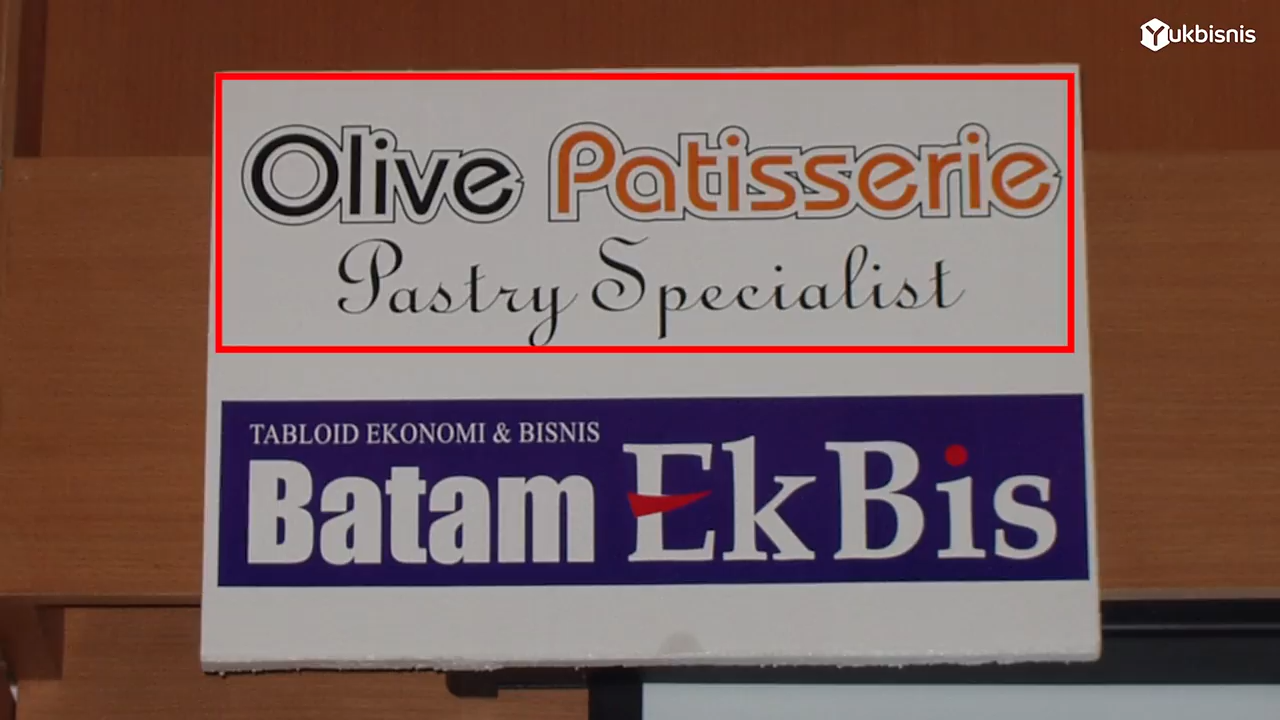 Yukbisnis
Olive Patisserie
Pastry Specialist
TABLOID EKONOMI & BISNIS
Batam EkBis